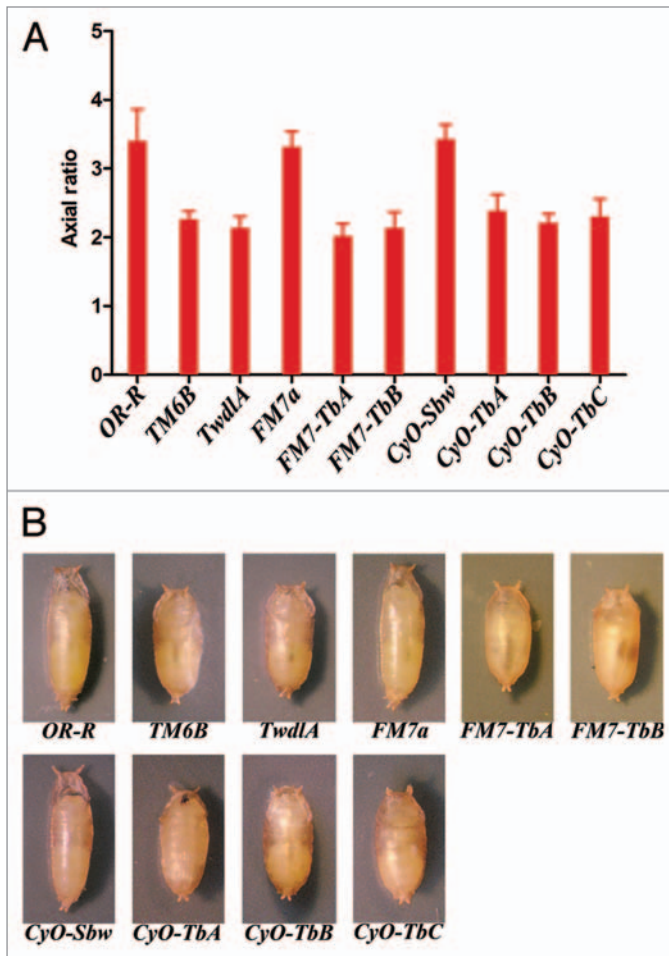 A
Axial ratio
5
4
3
2
1
0
OR-R
TM6B
TwdlA
FM7a
FM7-TbA
FM7-TbB
CyO-Sbw
CyO-TbA
CyO-TbB
CyO-TbC
B
OR-R TM6B TwdlA FM7a FM7-TbA FM7-TbB
CyO-Sbw CyO-TbA CyO-TbB CyO-TbC